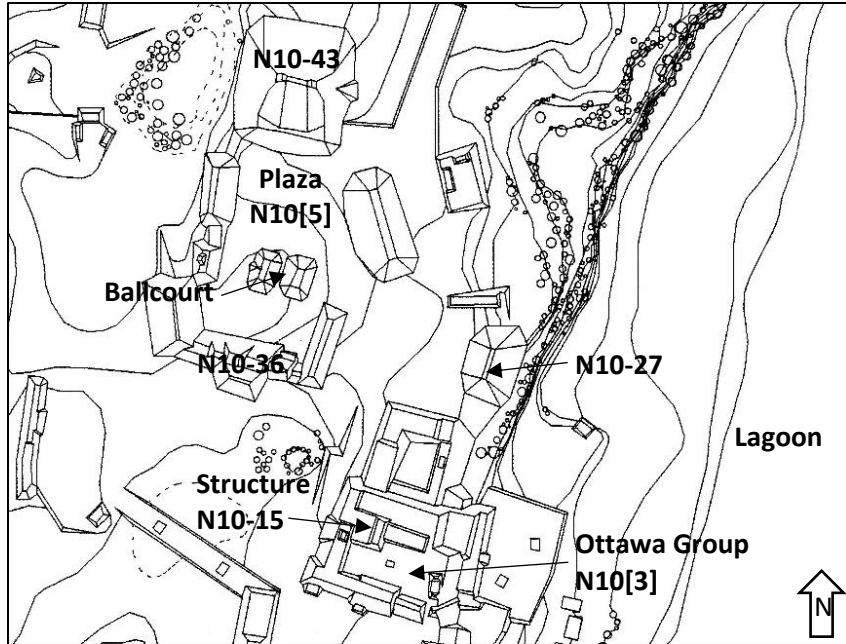 N10-43
Plaza
N10[5]
Ballcourt
N10-36
N10-27
Lagoon
Structure
N10-15
Ottawa Group
N10[3]
N